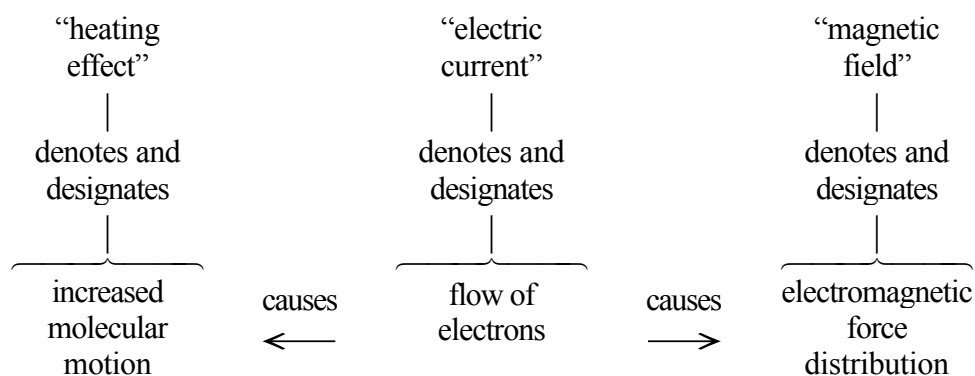 “heating
effect”
“electric
current”
“magnetic
field”
denotes and
designates
denotes and
designates
denotes and
designates
increased
molecular
motion
causes
flow of
electrons
causes
electromagnetic
force
distribution